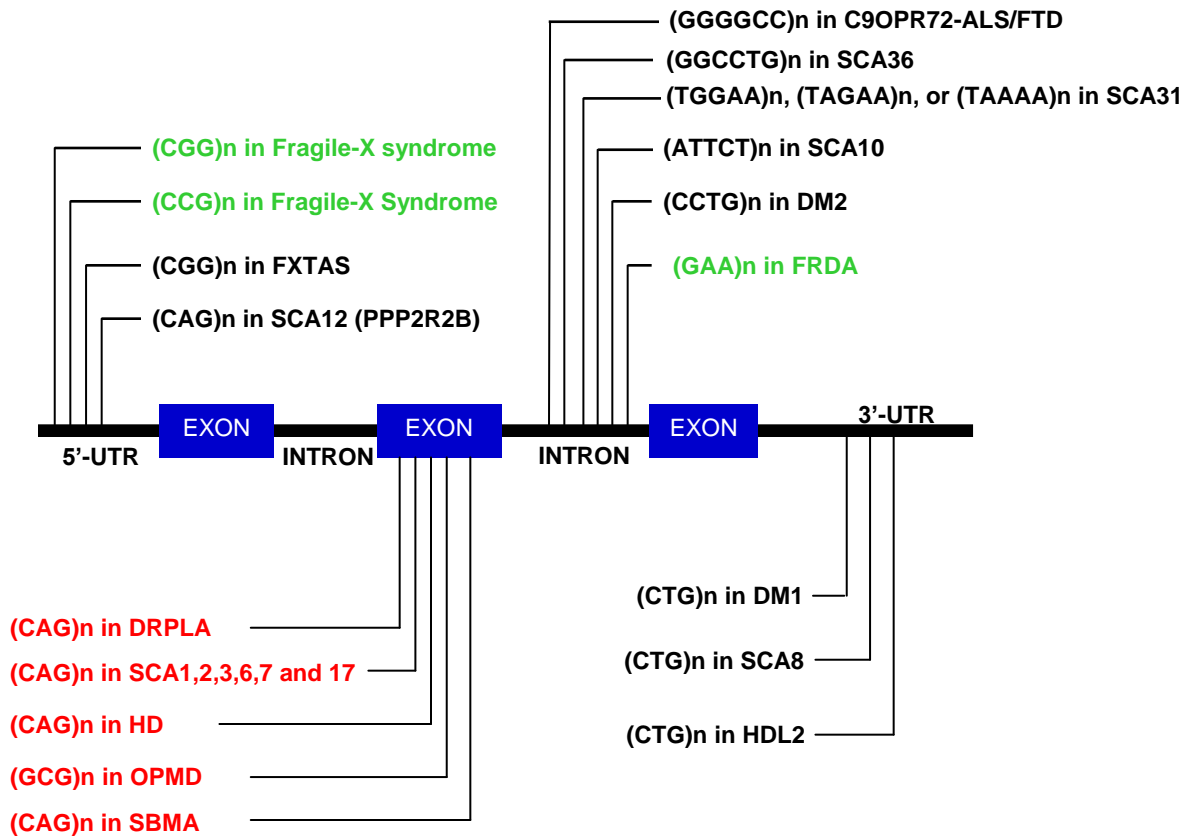 (GGGGCC)n in C9OPR72-ALS/FTD
(GGCCTG)n in SCA36
(TGGAA)n, (TAGAA)n, or (TAAAA)n in SCA31
(CGG)n in Fragile-X syndrome
(ATTCT)n in SCA10
(CCG)n in Fragile-X Syndrome
(CCTG)n in DM2
(CGG)n in FXTAS
(GAA)n in FRDA
(CAG)n in SCA12 (PPP2R2B)
EXON
EXON
EXON
3’-UTR
5’-UTR
INTRON
INTRON
(CTG)n in DM1
(CAG)n in DRPLA
(CTG)n in SCA8
(CAG)n in SCA1,2,3,6,7 and 17
(CAG)n in HD
(CTG)n in HDL2
(GCG)n in OPMD
(CAG)n in SBMA